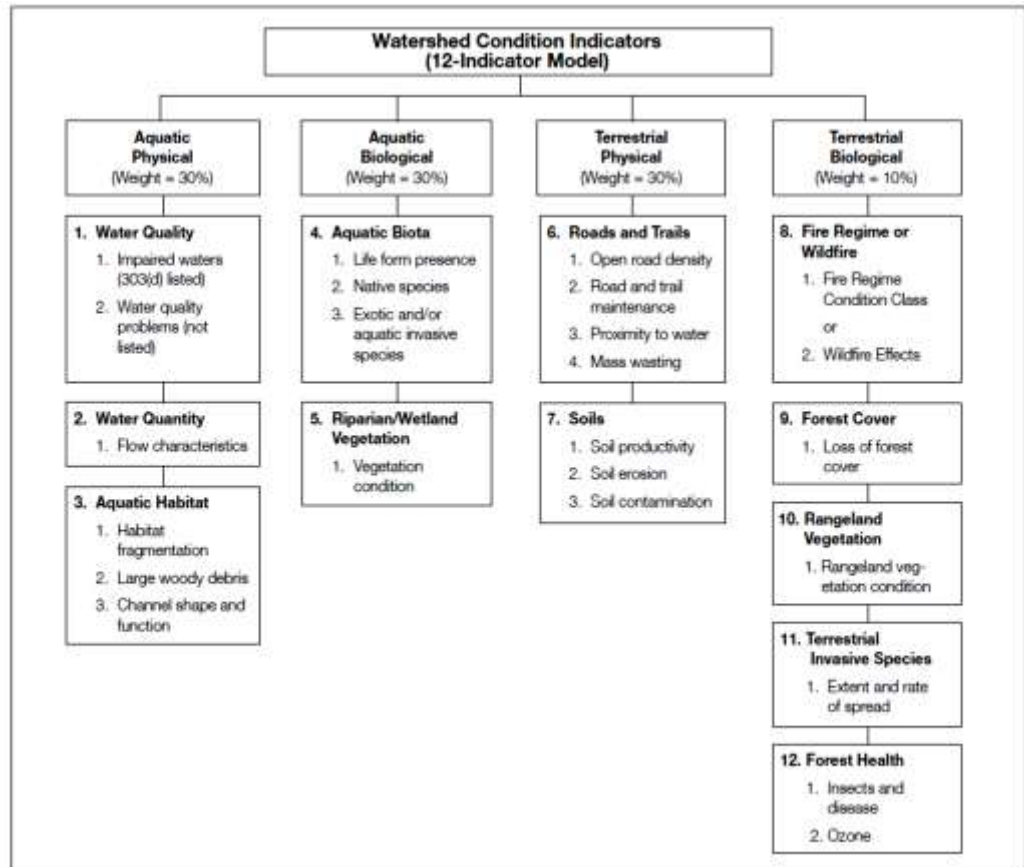 Watershed Condition Indicators
(12-Indicator Model)
Aquatic
Physical
(Weight = 30%)
1. Water Quality
1. Impaired waters
(303(d) listed)
2. Water quality
problems (not
listed)
2. Water Quantity
1. Flow characteristics
3. Aquatic Habitat
1. Habitat
fragmentation
2. Large woody debris
3. Channel shape and
function
Aquatic
Biological
(Weight = 30%)
4. Aquatic Biota
1. Life form presence
2. Native species
3. Exotic and/or
aquatic invasive
species
5. Riparian/Wetland
Vegetation
1. Vegetation
condition
Terrestrial
Physical
(Weight = 30%)
6. Roads and Trails
1. Open road density
2. Road and trail
maintenance
3. Proximity to water
4. Mass wasting
7. Soils
1. Soil productivity
2. Soil erosion
3. Soil contamination
Terrestrial
Biological
(Weight = 10%)
8. Fire Regime or
Wildfire
1. Fire Regime
Condition Class
or
2. Wildfire Effects
9. Forest Cover
1. Loss of forest
cover
10. Rangeland
Vegetation
1. Rangeland veg-
etation condition
11. Terrestrial
Invasive Species
1. Extent and rate
of spread
12. Forest Health
1. Insects and
disease
2. Ozone